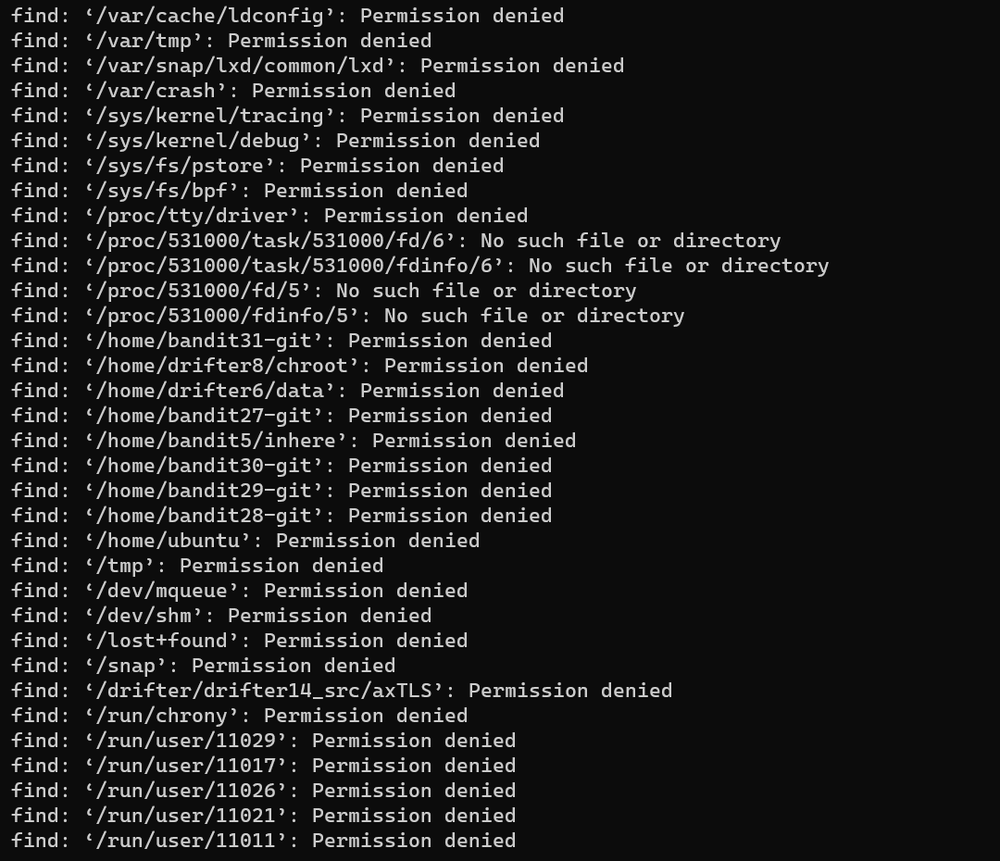 find: ‘/var/cache/ldconfig’: Permission denied
find: ‘/var/tmp’: Permission denied
find: ‘/var/snap/lxd/common/lxd’: Permission denied
find: ‘/var/crash’: Permission denied
find: ‘/sys/kernel/tracing’: Permission denied
find: ‘/sys/kernel/debug’: Permission denied
find: ‘/sys/fs/pstore’: Permission denied
find: ‘/sys/fs/bpf’: Permission denied
find: ‘/proc/tty/driver’: Permission denied
find: ‘/proc/531000/task/531000/fd/6’: No such file or directory
find: ‘/proc/531000/task/531000/fdinfo/6’: No such file or directory
find: ‘/proc/531000/fd/5’: No such file or directory
find: ‘/proc/531000/fdinfo/5’: No such file or directory
find: ‘/home/bandit31-git’: Permission denied
find: ‘/home/drifter8/chroot’: Permission denied
find: ‘/home/drifter6/data’: Permission denied
find: ‘/home/bandit27-git’: Permission denied
find: ‘/home/bandit5/inhere’: Permission denied
find: ‘/home/bandit30-git’: Permission denied
find: ‘/home/bandit29-git’: Permission denied
find: ‘/home/bandit28-git’: Permission denied
find: ‘/home/ubuntu’: Permission denied
find: ‘/tmp’: Permission denied
find: ‘/dev/mqueue’: Permission denied
find: ‘/dev/shm’: Permission denied
find: ‘/lost+found’: Permission denied
find: ‘/snap’: Permission denied
find: ‘/drifter/drifter14_src/axTLS’: Permission denied
find: ‘/run/chrony’: Permission denied
find: ‘/run/user/11029’: Permission denied
find: ‘/run/user/11017’: Permission denied
find: ‘/run/user/11026’: Permission denied
find: ‘/run/user/11021’: Permission denied
find: ‘/run/user/11011’: Permission denied